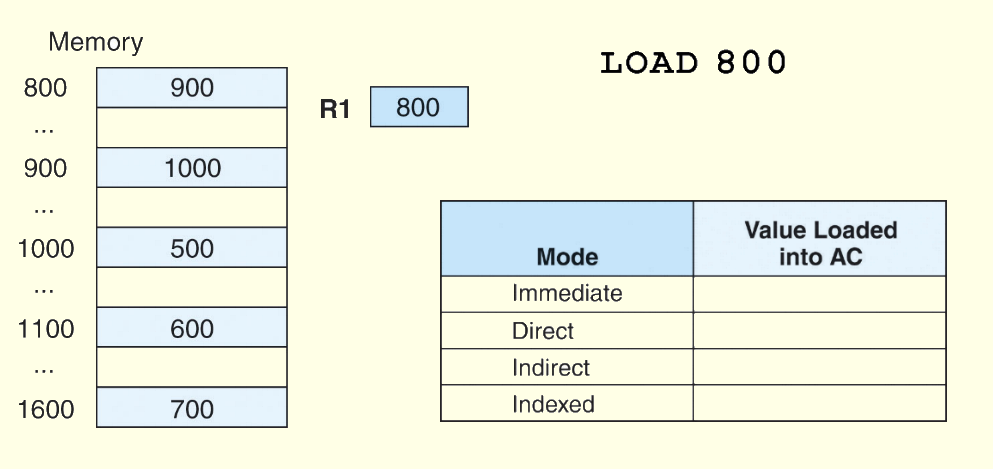 Memory
LOAD 800
800 900
R1 800
...
900 1000
...
1000 500
...
1100 600
...
1600 700
Mode Value Loaded into AC
Immediate
Direct
Indirect
Indexed